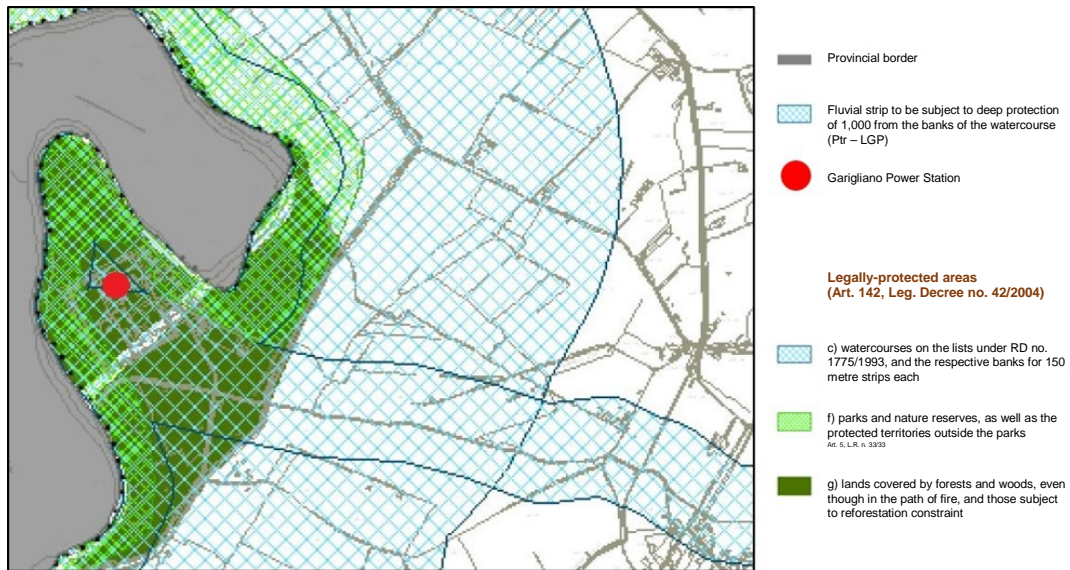 Provincial border
Fluvial strip to be subject to deep protection
of 1,000 from the banks of the watercourse
(Ptr – LGP)
Garigliano Power Station
Legally-protected areas
(Art. 142, Leg. Decree no. 42/2004)
c) watercourses on the lists under RD no.
1775/1993, and the respective banks for 150
metre strips each
f) parks and nature reserves, as well as the
protected territories outside the parks
Art. 5, L.R. n. 33/33
g) lands covered by forests and woods, even
though in the path of fire, and those subject
to reforestation constraint